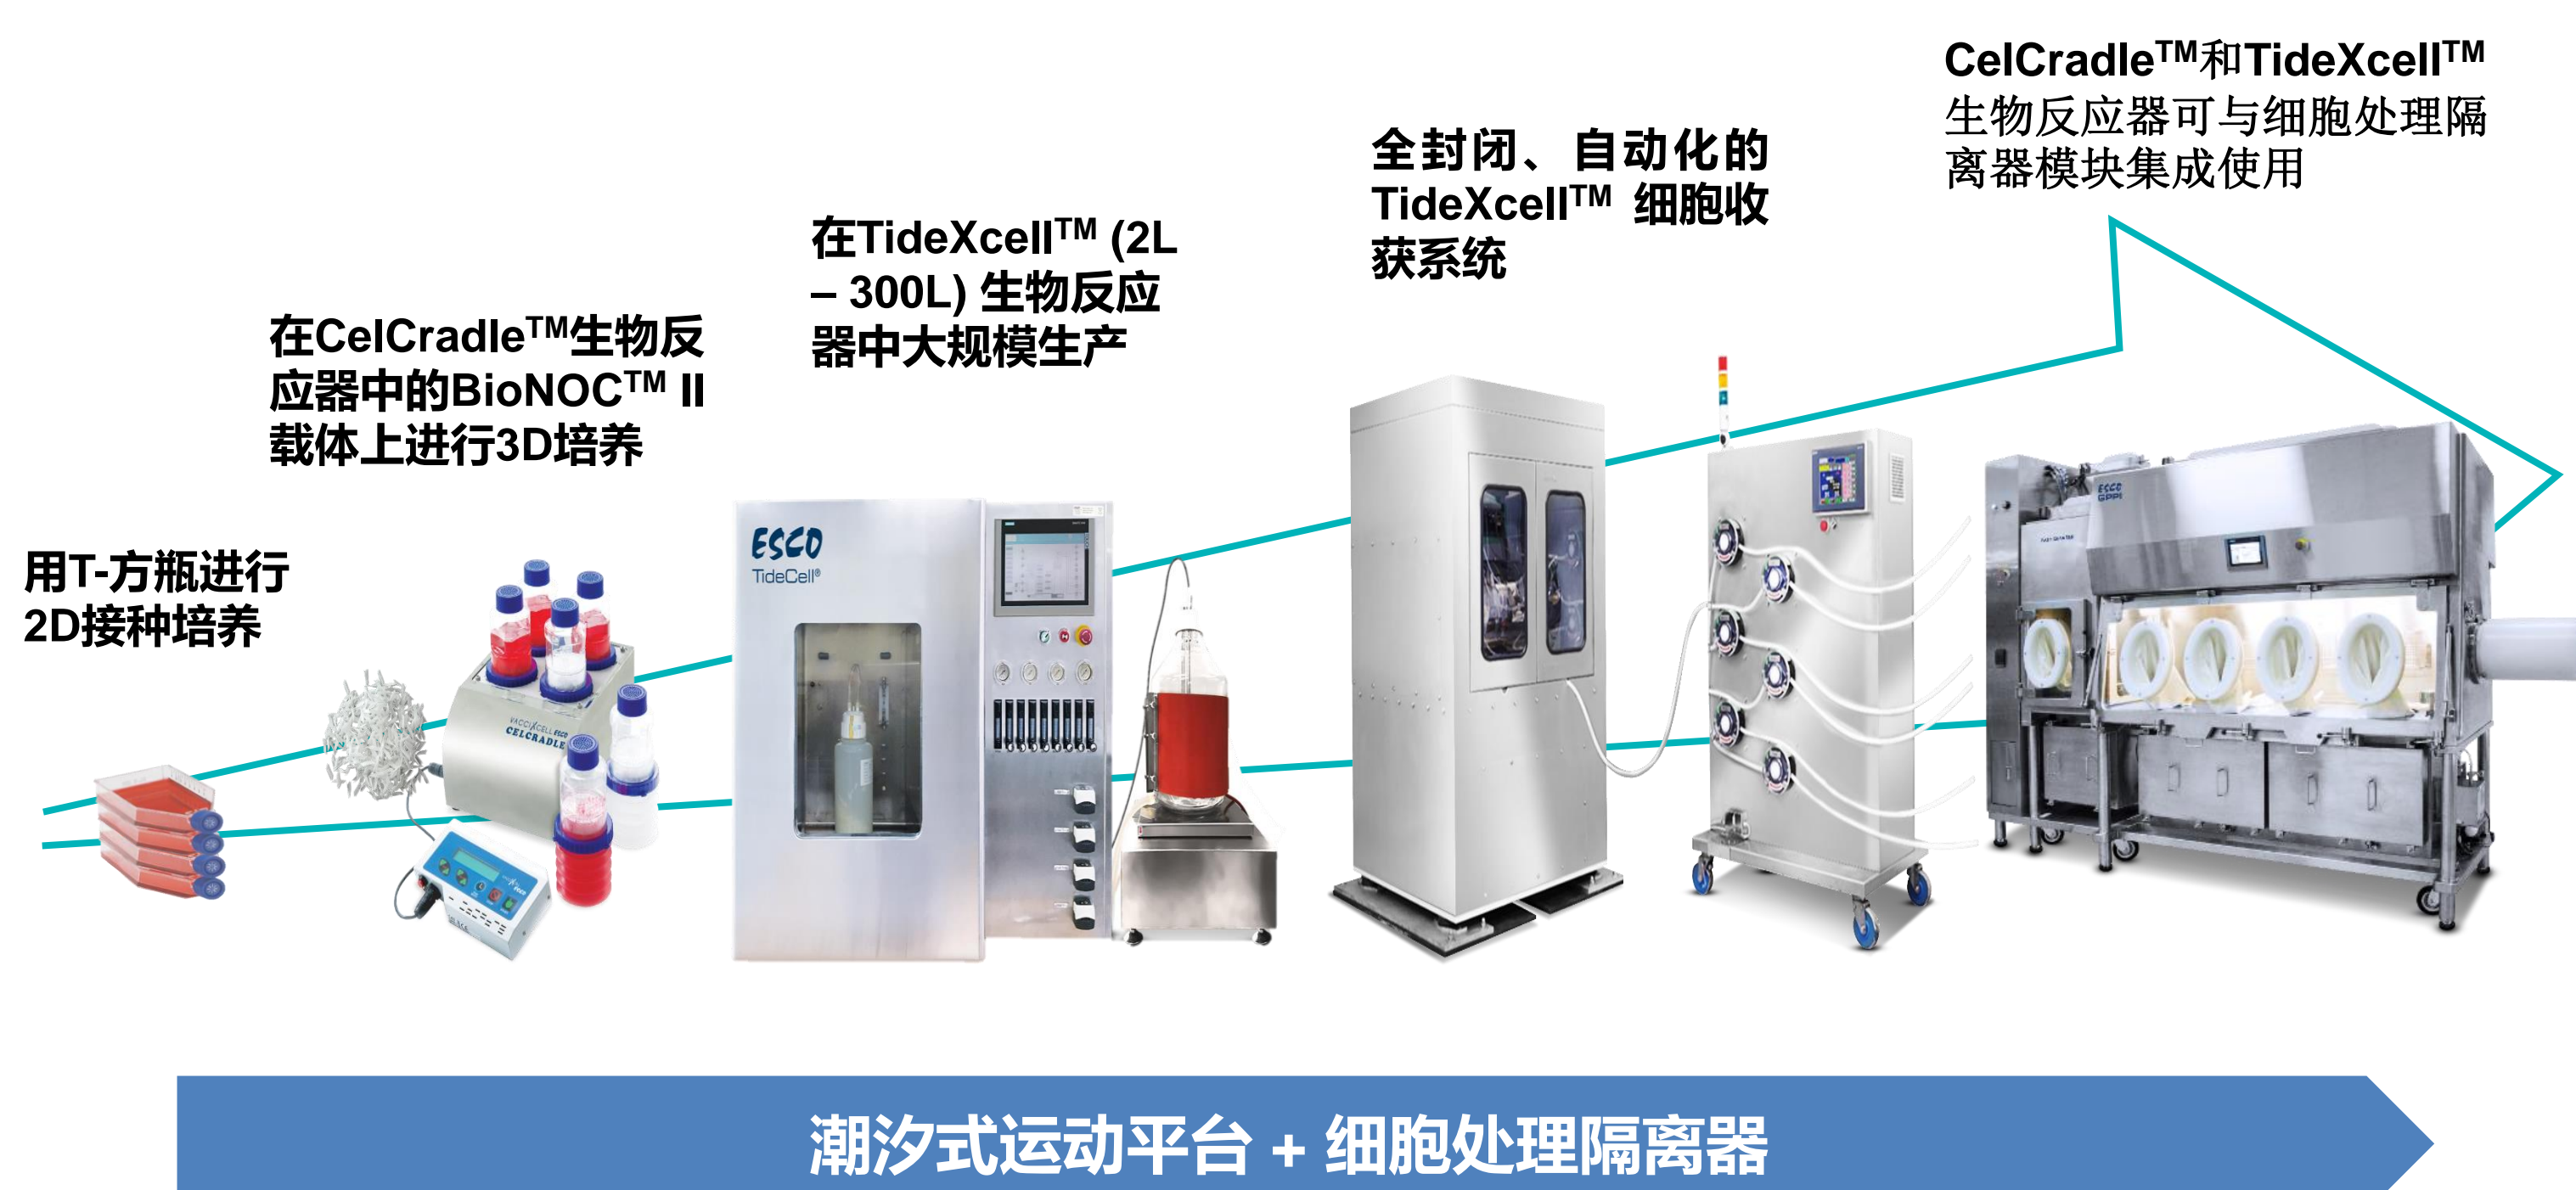 CelCradle™和TideXcell™
生物反应器可与细胞处理隔
离器模块集成使用
全封闭、自动化的
TideXcell™ 细胞收
获系统
在TideXcell™ (2L
– 300L) 生物反应
器中大规模生产
在CelCradle™生物反
应器中的BioNOC™ II
载体上进行3D培养
用T-方瓶进行
2D接种培养
ESCO
TideCell®
VACCIXCELL ESCO
CELCRADLE
ESCO
ESCO
GPPI
潮汐式运动平台 + 细胞处理隔离器